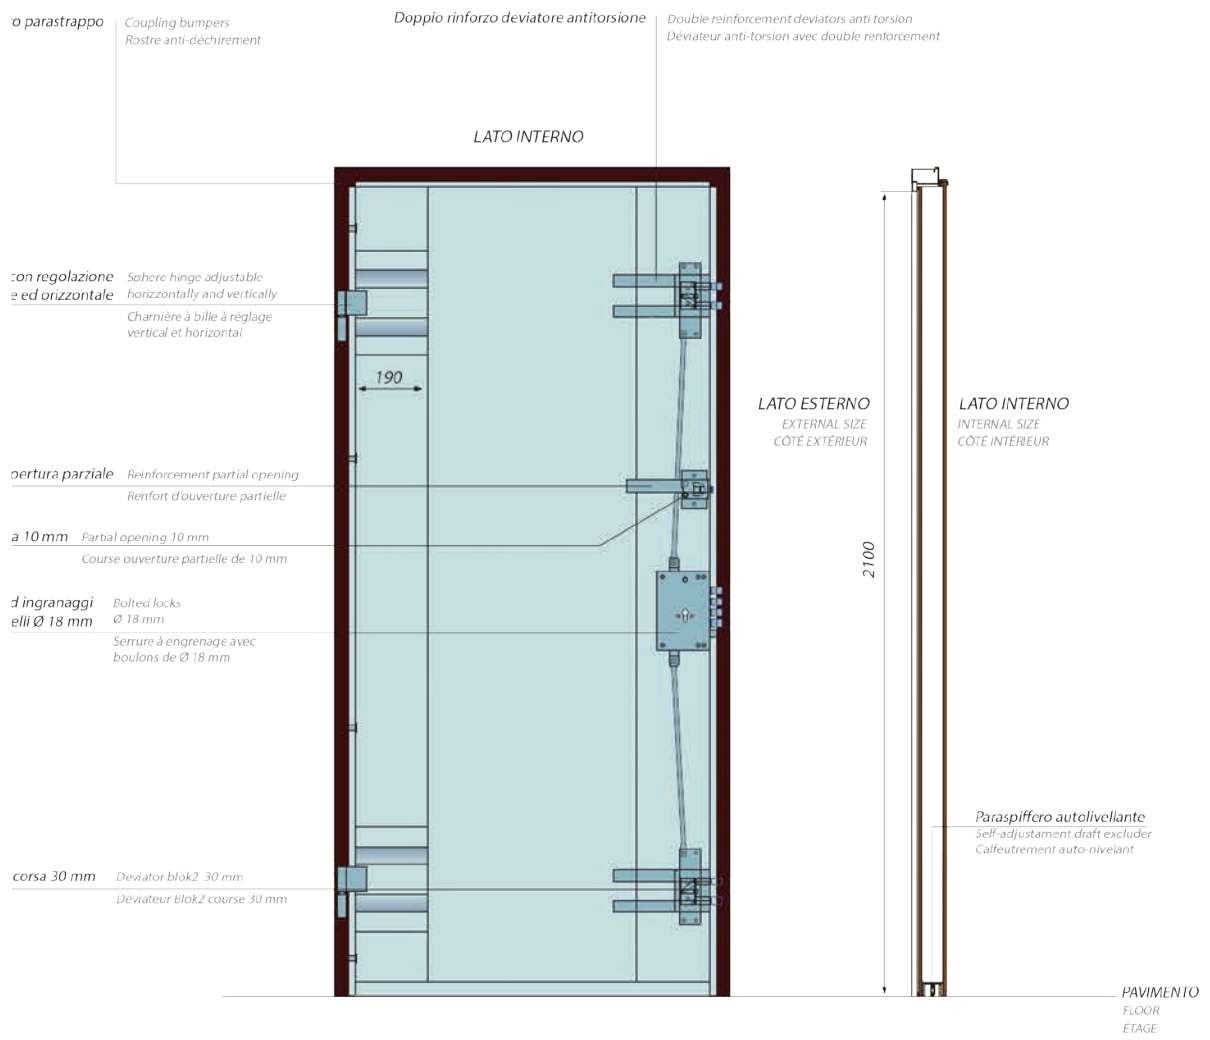 o parastrappo
Coupling bumpers
Rostre anti-déchirement
Doppio rinforzo deviatore antitorsione
Double reinforcement deviators anti torsion
Déviateur anti-torsion avec double renforcement
LATO INTERNO
con regolazione
e ed orizzontale
Sphere hinge adjustable
horizzontally and vertically
Charnière à bille à réglage
vertical et horizontal
190
LATO ESTERNO
EXTERNAL SIZE
CÔTÉ EXTÉRIEUR
LATO INTERNO
INTERNAL SIZE
CÔTÉ INTÉRIEUR
pertura parziale
Reinforcement partial opening
Renfort d'ouverture partielle
a 10 mm
Partial opening 10 mm
Course ouverture partielle de 10 mm
2100
d ingranaggi
elli Ø 18 mm
Bolted locks
Ø 18 mm
Serrure à engrenage avec
boulons de Ø 18 mm
Paraspiffero autolivellante
Self-adjustament draft excluder
Calfeutrement auto-nivelant
corsa 30 mm
Deviator blok2 30 mm
Déviateur Blok2 course 30 mm
PAVIMENTO
FLOOR
ÉTAGE